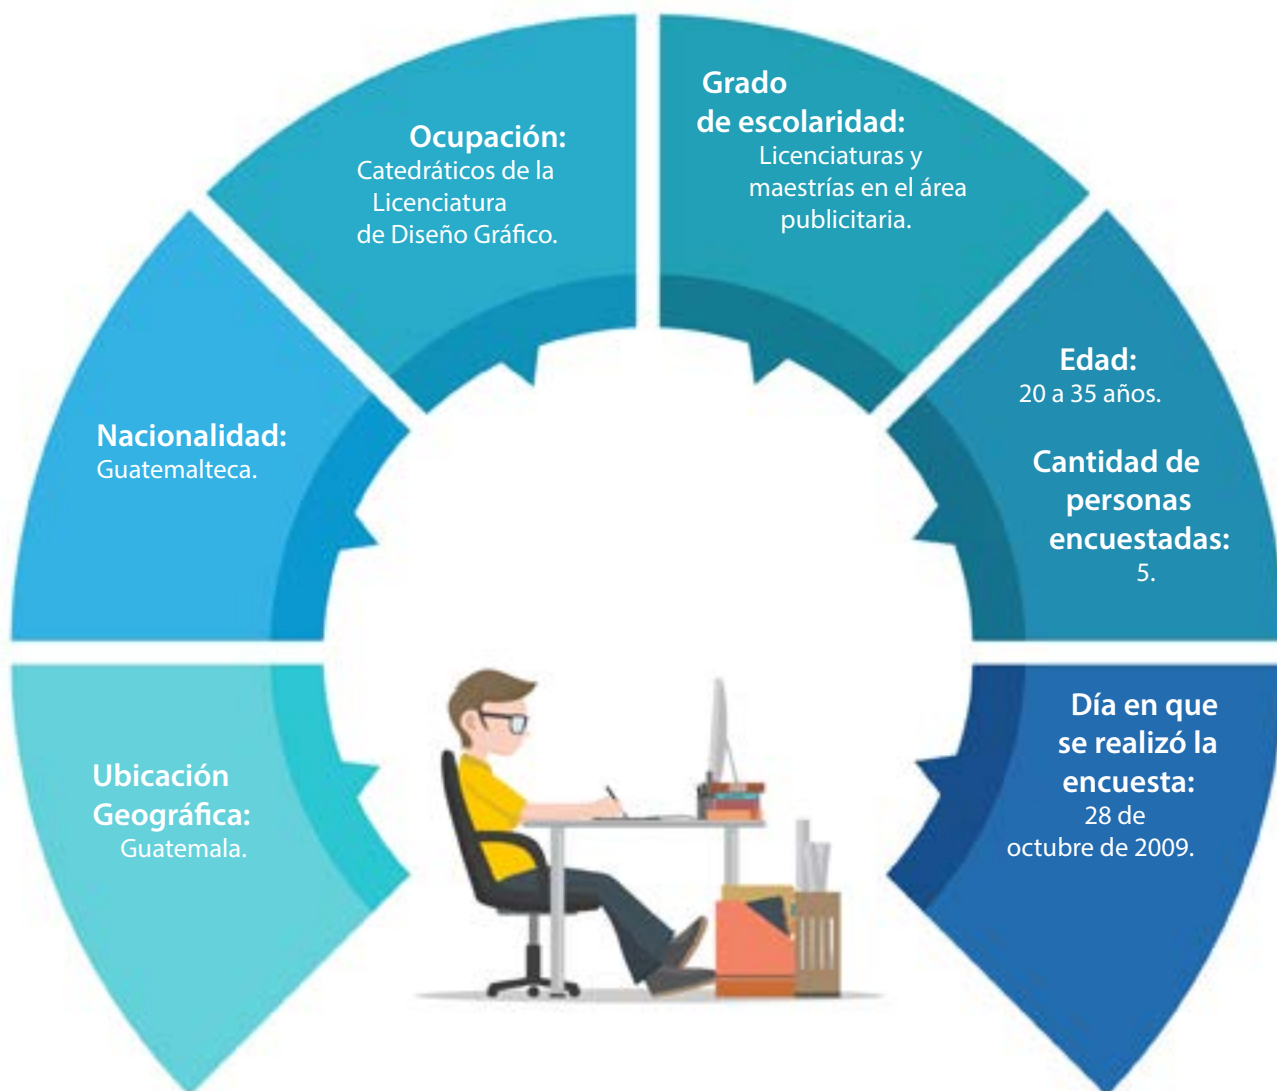 Ubicación
Geográfica:
Guatemala.
Nacionalidad:
Guatemalteca.
Ocupación:
Catedráticos de la
Licenciatura
de Diseño Gráfico.
Grado
de escolaridad:
Licenciaturas y
maestrías en el área
publicitaria.
Edad:
20 a 35 años.
Cantidad de
personas
encuestadas:
5.
Día en que
se realizó la
encuesta:
28 de
octubre de 2009.